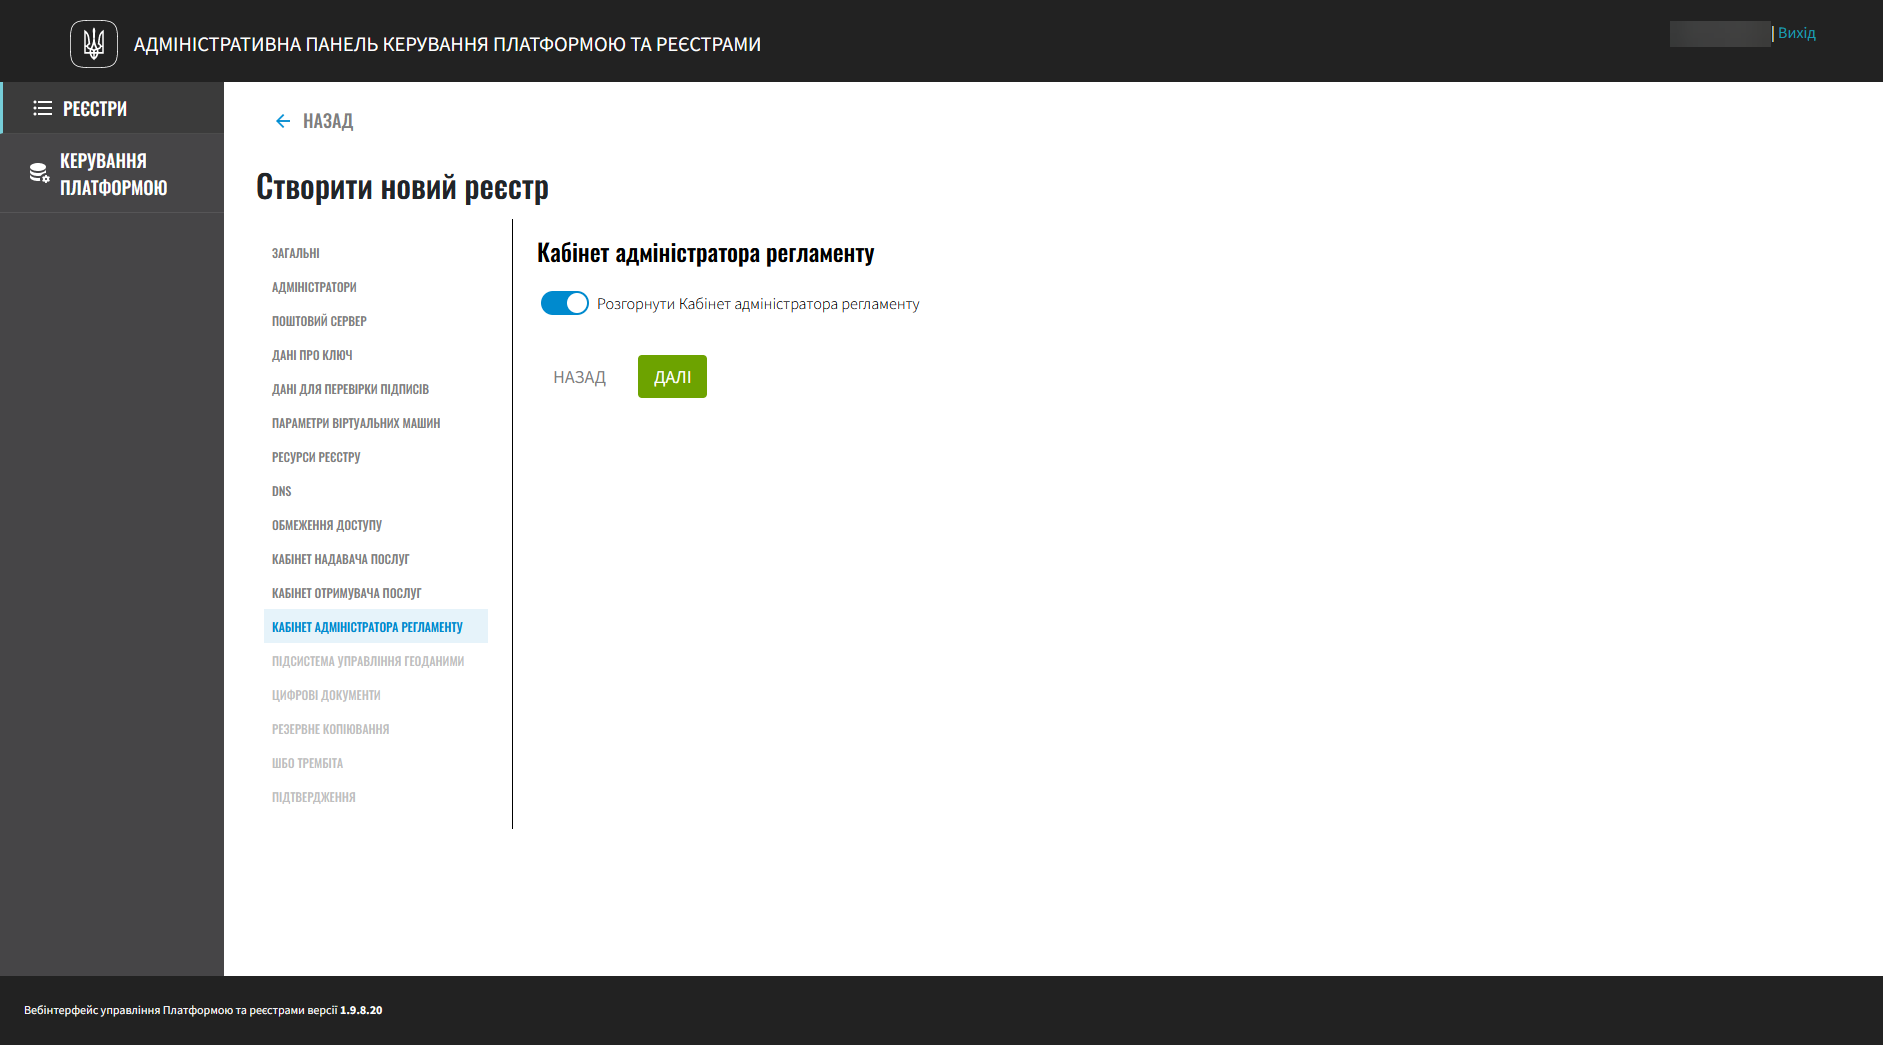 АДМІНІСТРАТИВНА ПАНЕЛЬ КЕРУВАННЯ ПЛАТФОРМОЮ ТА РЕЄСТРАМИ
| Вихід
РЕЄСТРИ
КЕРУВАННЯ
ПЛАТФОРМОЮ
НАЗАД
Створити новий реєстр
ЗАГАЛЬНІ
АДМІНІСТРАТОРИ
ПОШТОВИЙ СЕРВЕР
ДАНІ ПРО КЛЮЧ
ДАНІ ДЛЯ ПЕРЕВІРКИ ПІДПИСІВ
ПАРАМЕТРИ ВІРТУАЛЬНИХ МАШИН
РЕСУРСИ РЕЄСТРУ
DNS
ОБМЕЖЕННЯ ДОСТУПУ
КАБІНЕТ НАДАВАЧА ПОСЛУГ
КАБІНЕТ ОТРИМУВАЧА ПОСЛУГ
КАБІНЕТ АДМІНІСТРАТОРА РЕГЛАМЕНТУ
ПІДСИСТЕМА УПРАВЛІННЯ ГЕОДАНИМИ
ЦИФРОВІ ДОКУМЕНТИ
РЕЗЕРВНЕ КОПІЮВАННЯ
ШБО ТРЕМБІТА
ПІДТВЕРДЖЕННЯ
Кабінет адміністратора регламенту
Розгорнути Кабінет адміністратора регламенту
НАЗАД
ДАЛІ
Вебінтерфейс управління Платформою та реєстрами версії 1.9.8.20